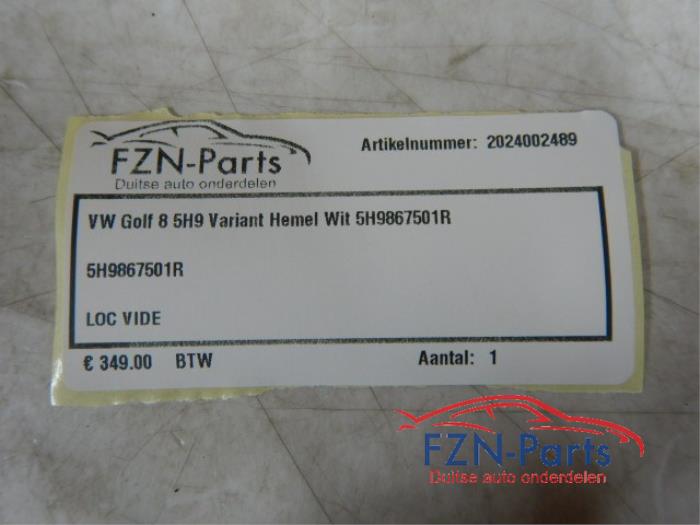 FZN-Parts
Duitse auto onderdelen
Artikelnummer: 2024002489
VW Golf 8 5H9 Variant Hemel Wit 5H9867501R
5H9867501R
LOC VIDE
€ 349.00 BTW
Aantal: 1
FZN-Parts
Duitse auto onderdelen